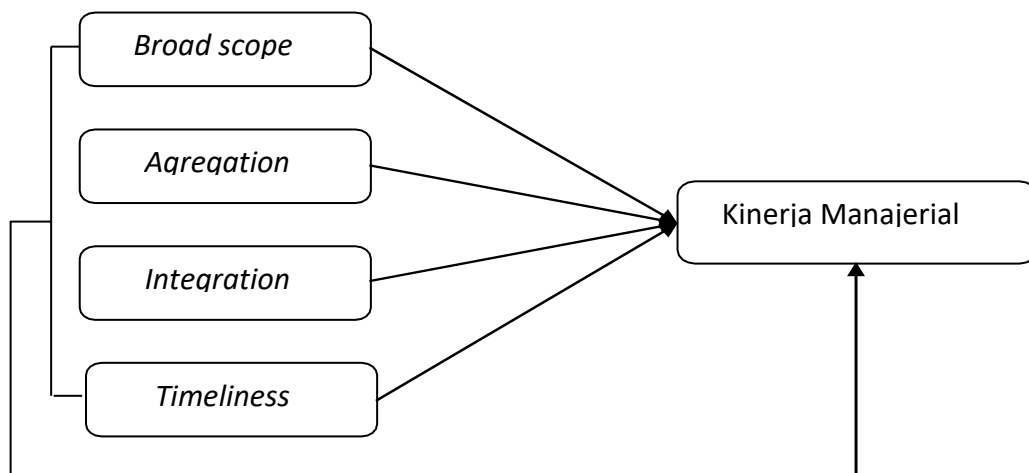 Broad scope
Agregation
Integration
Timeliness
Kinerja Manajerial